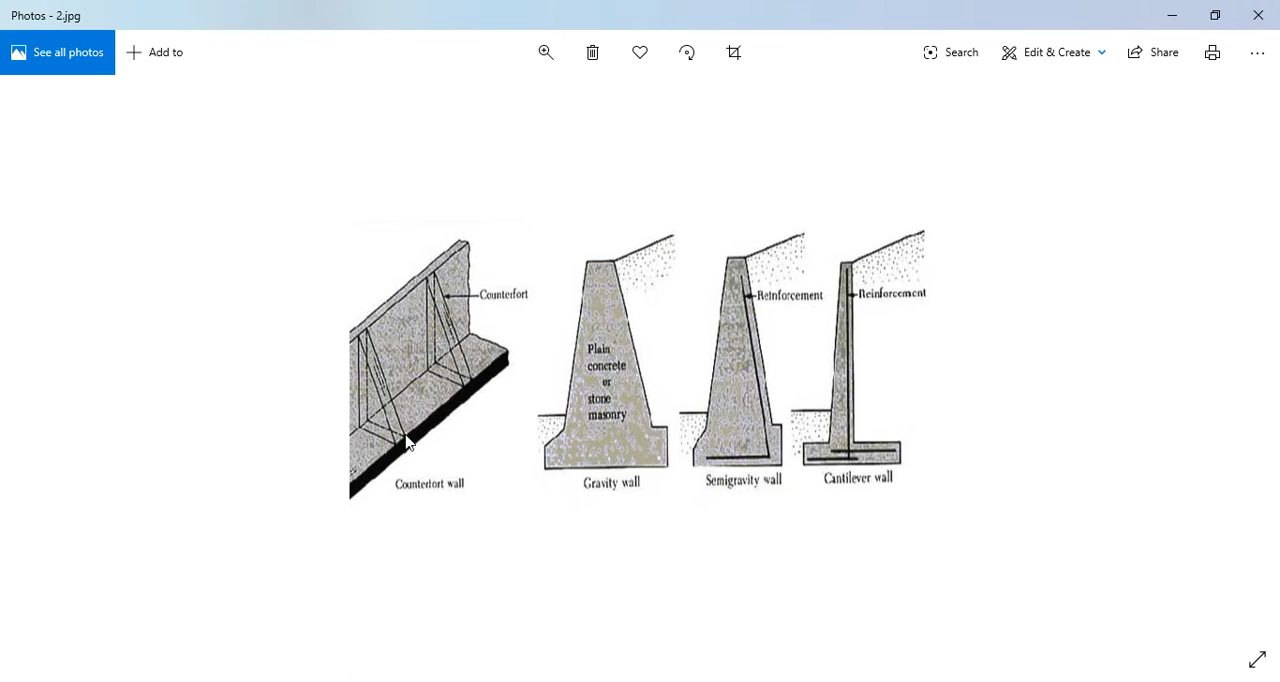 Photos - 2.jpg
See all photos
Add to
Search
Edit & Create
Share
Counterfort
Reinforcement
Reinforcement
Plain
concrete
or
stone
masonry
Counterfort wall
Gravity wall
Semigravity wall
Cantilever wall